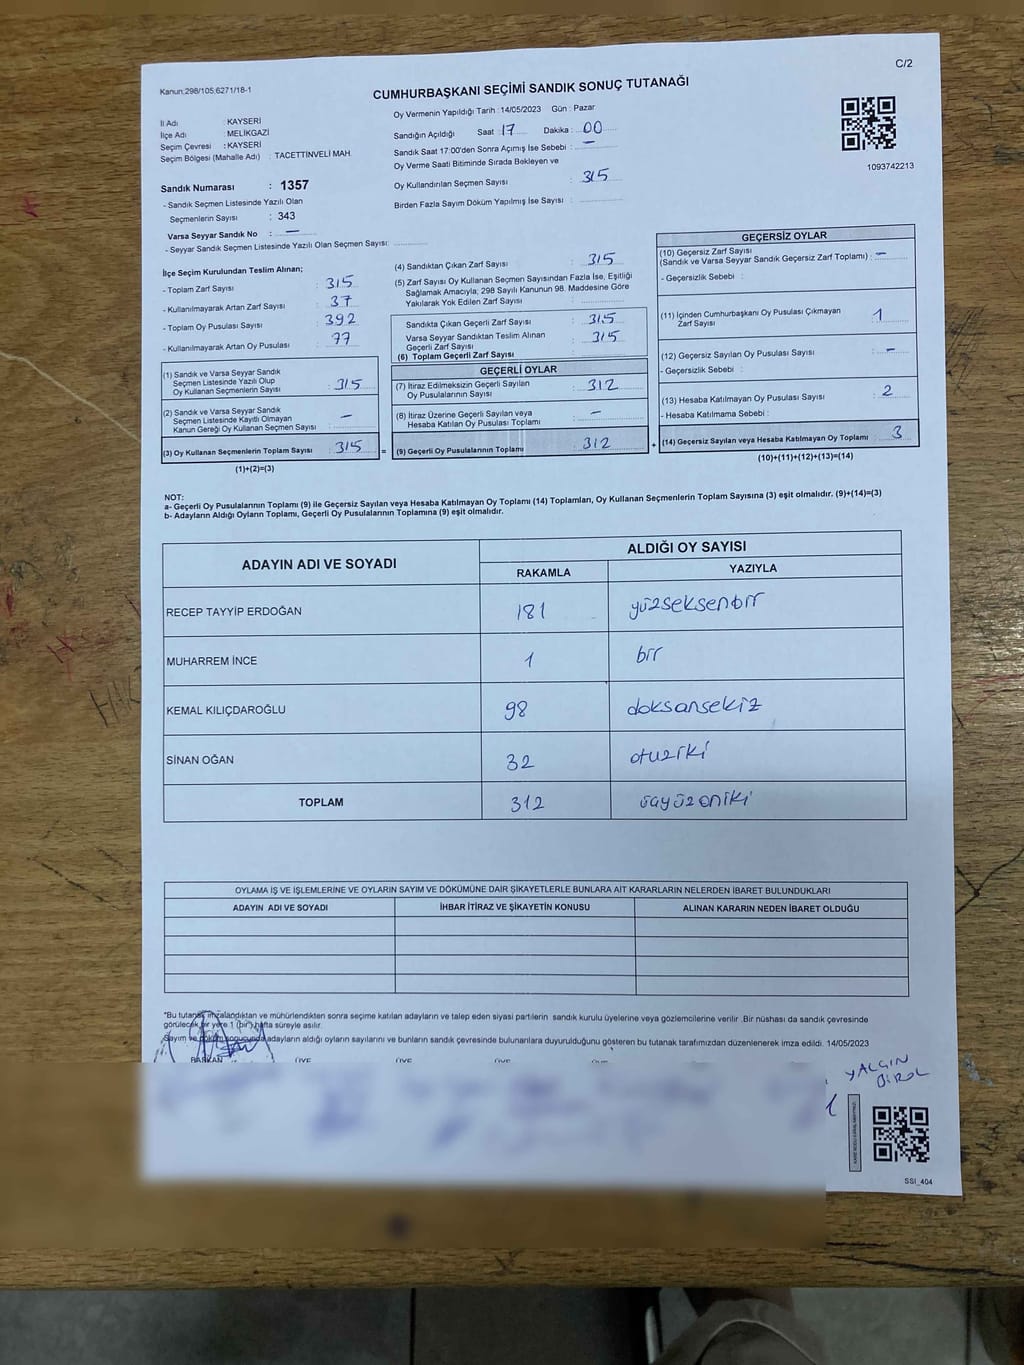 Kanun:298/105;6271/18-1
C/2
CUMHURBAŞKANI SEÇİMİ SANDIK SONUÇ TUTANAĞI
İl Adı : KAYSERİ
İlçe Adı : MELİKGAZİ
Seçim Çevresi : KAYSERİ
Seçim Bölgesi (Mahalle Adı) : TACETTİNVELİ MAH.
Sandık Numarası : 1357
- Sandık Seçmen Listesinde Yazılı Olan
Seçmenlerin Sayısı : 343
Varsa Seyyar Sandık No : —
- Seyyar Sandık Seçmen Listesinde Yazılı Olan Seçmen Sayısı:
Oy Vermenin Yapıldığı Tarih : 14/05/2023 Gün : Pazar
Sandığın Açıldığı Saat 17 Dakika : 00
Sandık Saat 17:00'den Sonra Açımış İse Sebebi : —
Oy Verme Saati Bitiminde Sırada Bekleyen ve
Oy Kullandırılan Seçmen Sayısı : 315
Birden Fazla Sayım Döküm Yapılmış İse Sayısı :
1093742213
İlçe Seçim Kurulundan Teslim Alınan;
- Toplam Zarf Sayısı : 315
- Kullanılmayarak Artan Zarf Sayısı : 37
- Toplam Oy Pusulası Sayısı : 392
- Kullanılmayarak Artan Oy Pusulası : 77
(1) Sandık ve Varsa Seyyar Sandık
Seçmen Listesinde Yazılı Olup
Oy Kullanan Seçmenlerin Sayısı : 315
(2) Sandık ve Varsa Seyyar Sandık
Seçmen Listesinde Kayıtlı Olmayan
Kanun Gereği Oy Kullanan Seçmen Sayısı : —
(3) Oy Kullanan Seçmenlerin Toplam Sayısı : 315 =
(1)+(2)=(3)
(4) Sandıktan Çıkan Zarf Sayısı : 315
(5) Zarf Sayısı Oy Kullanan Seçmen Sayısından Fazla İse, Eşitliği
Sağlamak Amacıyla; 298 Sayılı Kanunun 98. Maddesine Göre
Yakılarak Yok Edilen Zarf Sayısı :
Sandıkta Çıkan Geçerli Zarf Sayısı : 315
Varsa Seyyar Sandıktan Teslim Alınan
Geçerli Zarf Sayısı : 315
(6) Toplam Geçerli Zarf Sayısı :
GEÇERLİ OYLAR
(7) İtiraz Edilmeksizin Geçerli Sayılan
Oy Pusulalarının Sayısı : 312
(8) İtiraz Üzerine Geçerli Sayılan veya
Hesaba Katılan Oy Pusulası Toplamı : —
(9) Geçerli Oy Pusulalarının Toplamı : 312 +
GEÇERSİZ OYLAR
(10) Geçersiz Zarf Sayısı
(Sandık ve Varsa Seyyar Sandık Geçersiz Zarf Toplamı) : —
- Geçersizlik Sebebi :
(11) İçinden Cumhurbaşkanı Oy Pusulası Çıkmayan
Zarf Sayısı : 1
(12) Geçersiz Sayılan Oy Pusulası Sayısı : —
- Geçersizlik Sebebi :
(13) Hesaba Katılmayan Oy Pusulası Sayısı : 2
- Hesaba Katılmama Sebebi :
(14) Geçersiz Sayılan veya Hesaba Katılmayan Oy Toplamı : 3
(10)+(11)+(12)+(13)=(14)
NOT:
a- Geçerli Oy Pusulalarının Toplamı (9) ile Geçersiz Sayılan veya Hesaba Katılmayan Oy Toplamı (14) Toplamları, Oy Kullanan Seçmenlerin Toplam Sayısına (3) eşit olmalıdır. (9)+(14)=(3)
b- Adayların Aldığı Oyların Toplamı, Geçerli Oy Pusulalarının Toplamına (9) eşit olmalıdır.
ADAYIN ADI VE SOYADI
ALDIĞI OY SAYISI
RAKAMLA YAZIYLA
RECEP TAYYİP ERDOĞAN 181 yüzseksenbir
MUHARREM İNCE 1 bir
KEMAL KILIÇDAROĞLU 98 doksansekiz
SİNAN OĞAN 32 otuziki
TOPLAM 312 üçyüzoniki
OYLAMA İŞ VE İŞLEMLERİNE VE OYLARIN SAYIM VE DÖKÜMÜNE DAİR ŞİKAYETLERLE BUNLARA AİT KARARLARIN NELERDEN İBARET BULUNDUKLARI
ADAYIN ADI VE SOYADI İHBAR İTİRAZ VE ŞİKAYETİN KONUSU ALINAN KARARIN NEDEN İBARET OLDUĞU
*Bu tutanak imzalandıktan ve mühürlendikten sonra seçime katılan adayların ve talep eden siyasi partilerin sandık kurulu üyelerine veya gözlemcilerine verilir .Bir nüshası da sandık çevresinde
görülecek bir yere 1 (bir) hafta süreyle asılır.
Sayım ve döküm sonucunda adayların aldığı oyların sayılarını ve bunların sandık çevresinde bulunanlara duyurulduğunu gösteren bu tutanak tarafımızdan düzenlenerek imza edildi. 14/05/2023
BAŞKAN ÜYE ÜYE ÜYE
YALÇIN
BİROL
SSI_404